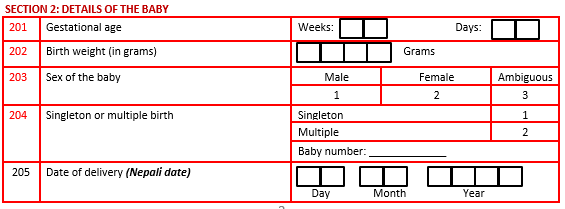 SECTION 2: DETAILS OF THE BABY
201 Gestational age Weeks: Days:
202 Birth weight (in grams) Grams
203 Sex of the baby Male Female Ambiguous
1 2 3
204 Singleton or multiple birth Singleton 1
Multiple 2
Baby number: ____________
205 Date of delivery (Nepali date)
Day Month Year